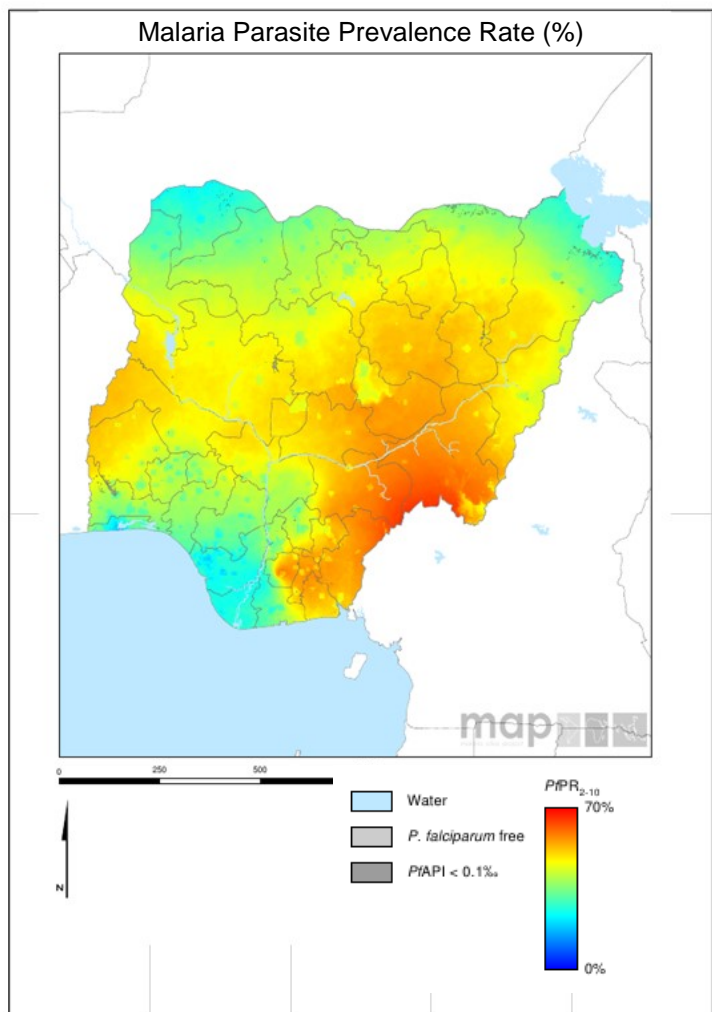 Malaria Parasite Prevalence Rate (%)
map
0 250 500
Water
P. falciparum free
PfAPI < 0.1‰
N
PfPR2-10
70%
0%